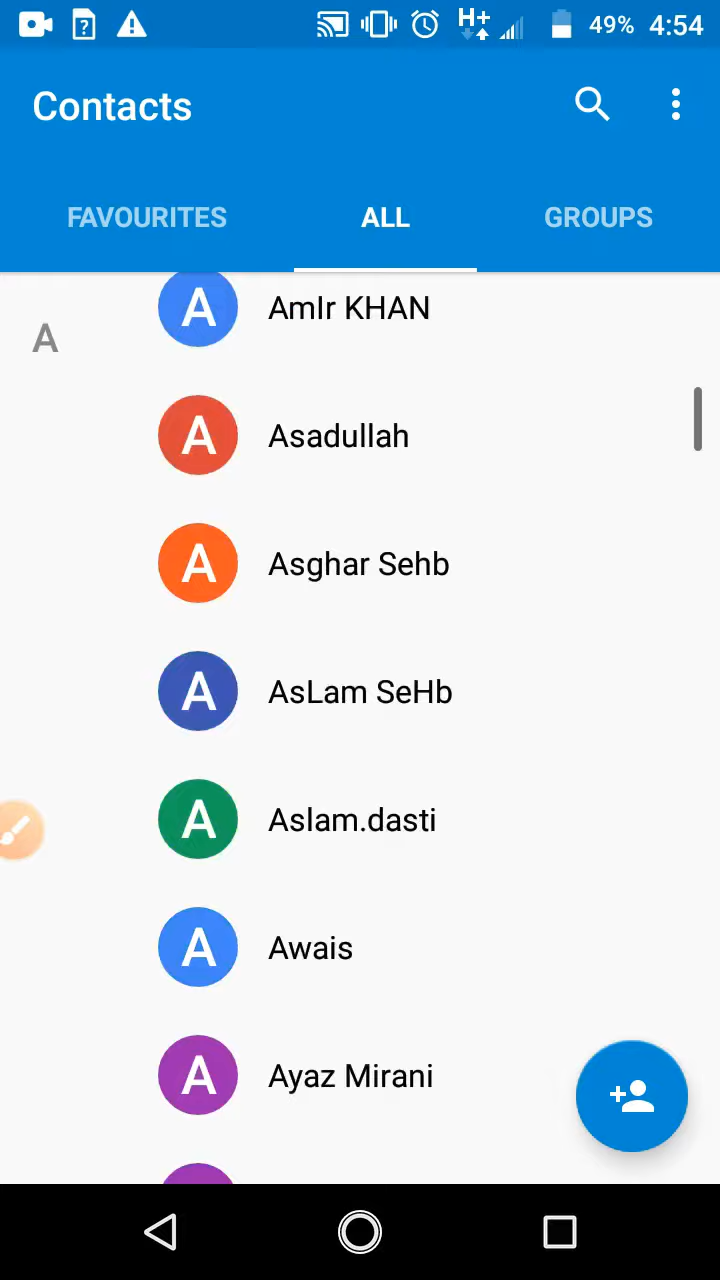 49% 4:54
Contacts
FAVOURITES ALL GROUPS
A
A AmIr KHAN
A Asadullah
A Asghar Sehb
A AsLam SeHb
A Aslam.dasti
A Awais
A Ayaz Mirani